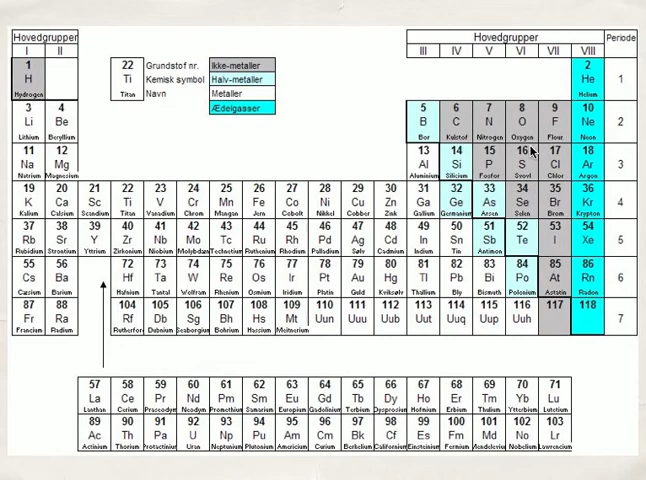 Hovedgrupper Hovedgrupper Periode
I II III IV V VI VII VIII
22 Grundstof nr. Ikke-metaller
Ti Kemisk symbol Halv-metaller
Titan Navn Metaller
Ædelgasser
1 2 1
H He
Hydrogen Helium
3 4 5 6 7 8 9 10 2
Li Be B C N O F Ne
Lithium Beryllium Bor Kulstof Nitrogen Oxygen Flour Neon
11 12 13 14 15 16 17 18 3
Na Mg Al Si P S Cl Ar
Natrium Magnesium Aluminium Silicium Fosfor Svovl Chlor Argon
19 20 21 22 23 24 25 26 27 28 29 30 31 32 33 34 35 36 4
K Ca Sc Ti V Cr Mn Fe Co Ni Cu Zn Ga Ge As Se Br Kr
Kalium Calcium Scandium Titan Vanadium Crom Mangan Jern Cobolt Nikkel Cobber Zink Gallium Germanium Arsen Selen Brom Krypton
37 38 39 40 41 42 43 44 45 46 47 48 49 50 51 52 53 54 5
Rb Sr Y Zr Nb Mo Tc Ru Rh Pd Ag Cd In Sn Sb Te I Xe
Rubidium Strontium Yttrium Zirkonium Niobium Molybdæn Technetium Ruthenium Rhodium Palladium Sølv Cadmium Indium Tin Antimon
55 56 72 73 74 75 76 77 78 79 80 81 82 83 84 85 86 6
Cs Ba Hf Ta W Re Os Ir Pt Au Hg Tl Pb Bi Po At Rn
Cæsium Barium Hafnium Tantal Wolfram Rhenium Osmium Iridium Platin Guld Kviksølv Thallium Bly Bismuth Polonium Astatin Radon
87 88 104 105 106 107 108 109 110 111 112 113 114 115 116 117 118 7
Fr Ra Rf Db Sg Bh Hs Mt Uun Uuu Uub Uut Uuq Uup Uuh
Francium Radium Rutherford Dubnium Seaborgium Bohrium Hassium Meitnerium
57 58 59 60 61 62 63 64 65 66 67 68 69 70 71
La Ce Pr Nd Pm Sm Eu Gd Tb Dy Ho Er Tm Yb Lu
Lanthan Cerium Præseodym Neodym Promethium Samarium Europium Gadolinium Terbium Dysprosium Holmium Erbium Thulium Ytterbium Lutetium
89 90 91 92 93 94 95 96 97 98 99 100 101 102 103
Ac Th Pa U Np Pu Am Cm Bk Cf Es Fm Md No Lr
Actinium Thorium Protactinium Uran Neptunium Plutonium Americium Curium Berkelium Californium Einsteinium Fermium Mendelevium Nobelium Lawrencium